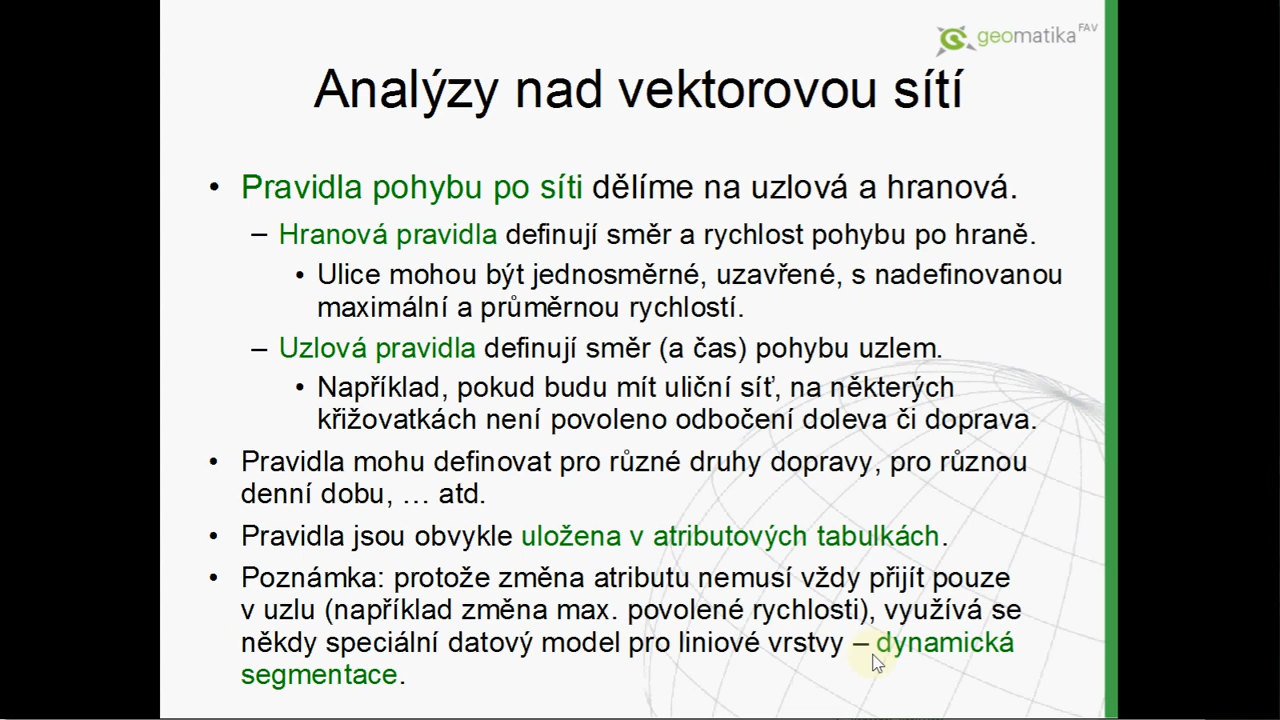 geomatika FAV
Analýzy nad vektorovou sítí
• Pravidla pohybu po síti dělíme na uzlová a hranová.
– Hranová pravidla definují směr a rychlost pohybu po hraně.
• Ulice mohou být jednosměrné, uzavřené, s nadefinovanou
maximální a průměrnou rychlostí.
– Uzlová pravidla definují směr (a čas) pohybu uzlem.
• Například, pokud budu mít uliční síť, na některých
křižovatkách není povoleno odbočení doleva či doprava.
• Pravidla mohu definovat pro různé druhy dopravy, pro různou
denní dobu, … atd.
• Pravidla jsou obvykle uložena v atributových tabulkách.
• Poznámka: protože změna atributu nemusí vždy přijít pouze
v uzlu (například změna max. povolené rychlosti), využívá se
někdy speciální datový model pro liniové vrstvy – dynamická
segmentace.